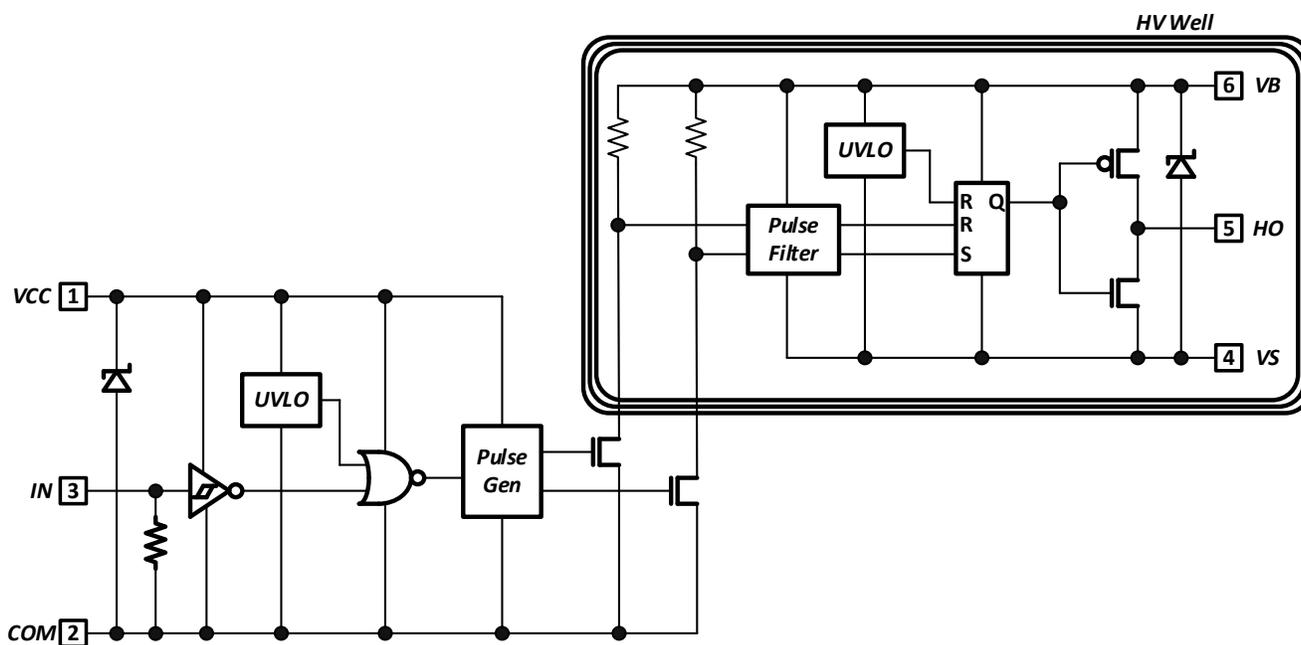 HV Well
6 VB
UVLO
R Q
R
S
Pulse
Filter
5 HO
VCC 1
4 VS
UVLO
Pulse
Gen
IN 3
COM 2